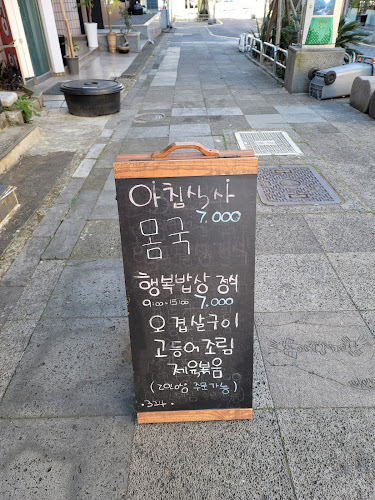 아침식사
7,000
몸국
행복밥상 정식
9:00~15:00 7,000
오겹살구이
고등어조림
제육볶음
(2인이상 주문가능)
·324·